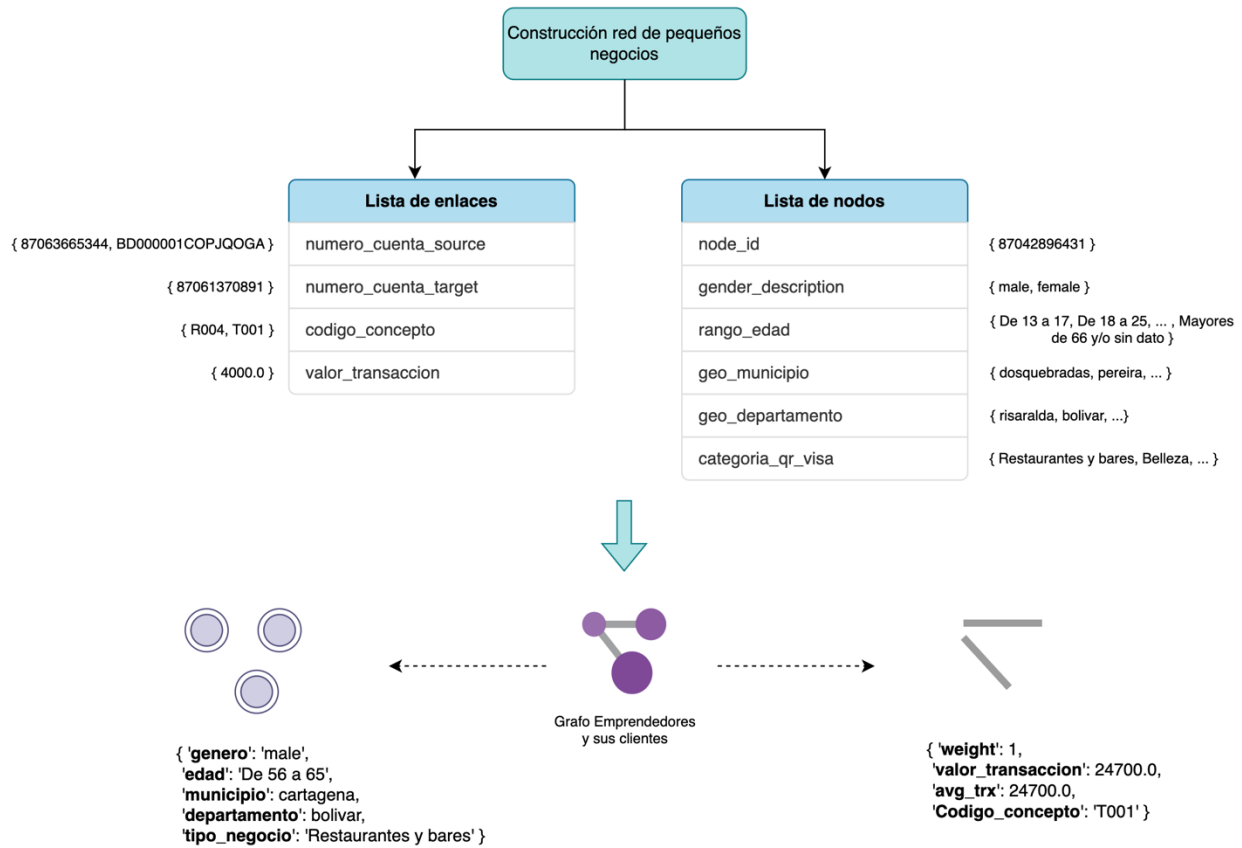 Construcción red de pequeños
negocios
Lista de enlaces
{ 87063665344, BD000001COPJQOGA }
numero_cuenta_source
{ 87061370891 }
numero_cuenta_target
{ R004, T001 }
codigo_concepto
{ 4000.0 }
valor_transaccion
Lista de nodos
node_id
{ 87042896431 }
gender_description
{ male, female }
rango_edad
{ De 13 a 17, De 18 a 25, ... , Mayores
de 66 y/o sin dato }
geo_municipio
{ dosquebradas, pereira, ... }
geo_departamento
{ risaralda, bolivar, ...}
categoria_qr_visa
{ Restaurantes y bares, Belleza, ... }
Grafo Emprendedores
y sus clientes
{ 'genero': 'male',
'edad': 'De 56 a 65',
'municipio': cartagena,
'departamento': bolivar,
'tipo_negocio': 'Restaurantes y bares' }
{ 'weight': 1,
'valor_transaccion': 24700.0,
'avg_trx': 24700.0,
'Codigo_concepto': 'T001' }